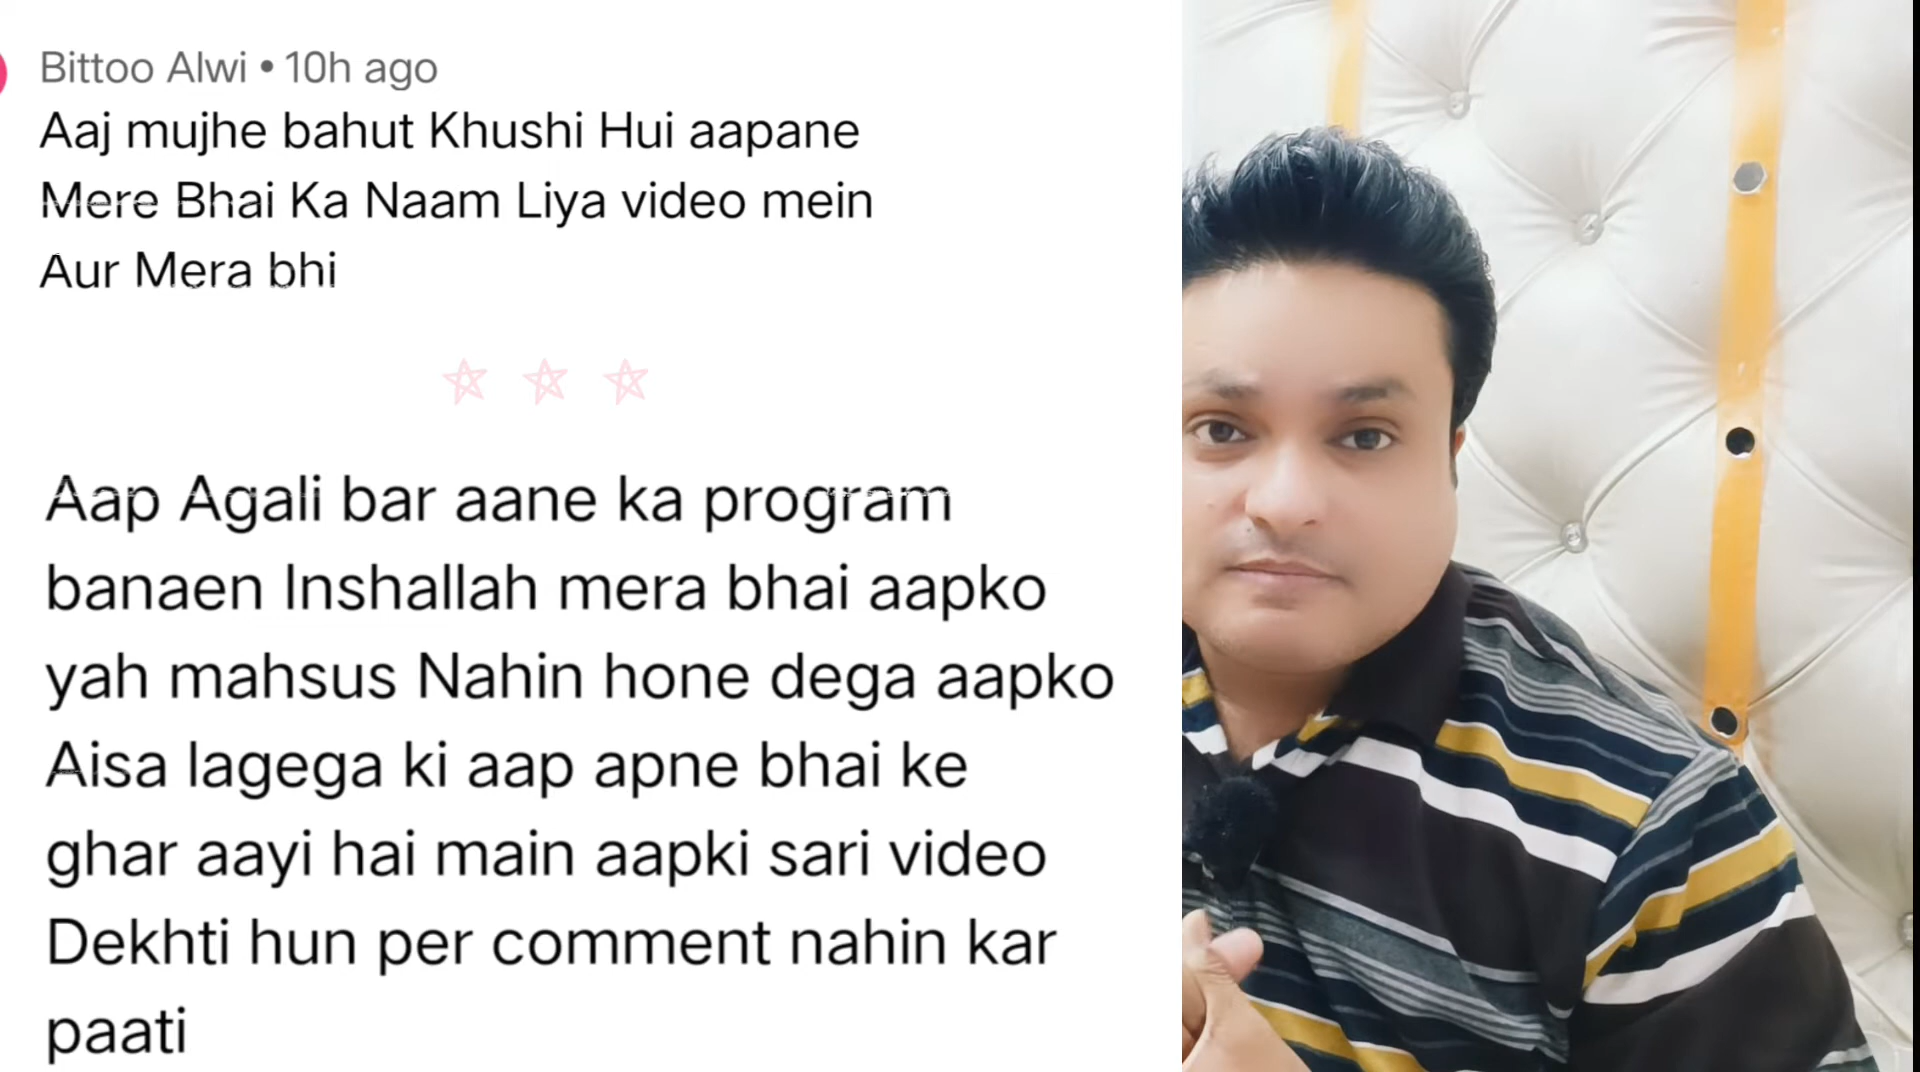 Bittoo Alwi • 10h ago
Aaj mujhe bahut Khushi Hui aapane
Mere Bhai Ka Naam Liya video mein
Aur Mera bhi
Aap Agali bar aane ka program
banaen Inshallah mera bhai aapko
yah mahsus Nahin hone dega aapko
Aisa lagega ki aap apne bhai ke
ghar aayi hai main aapki sari video
Dekhti hun per comment nahin kar
paati